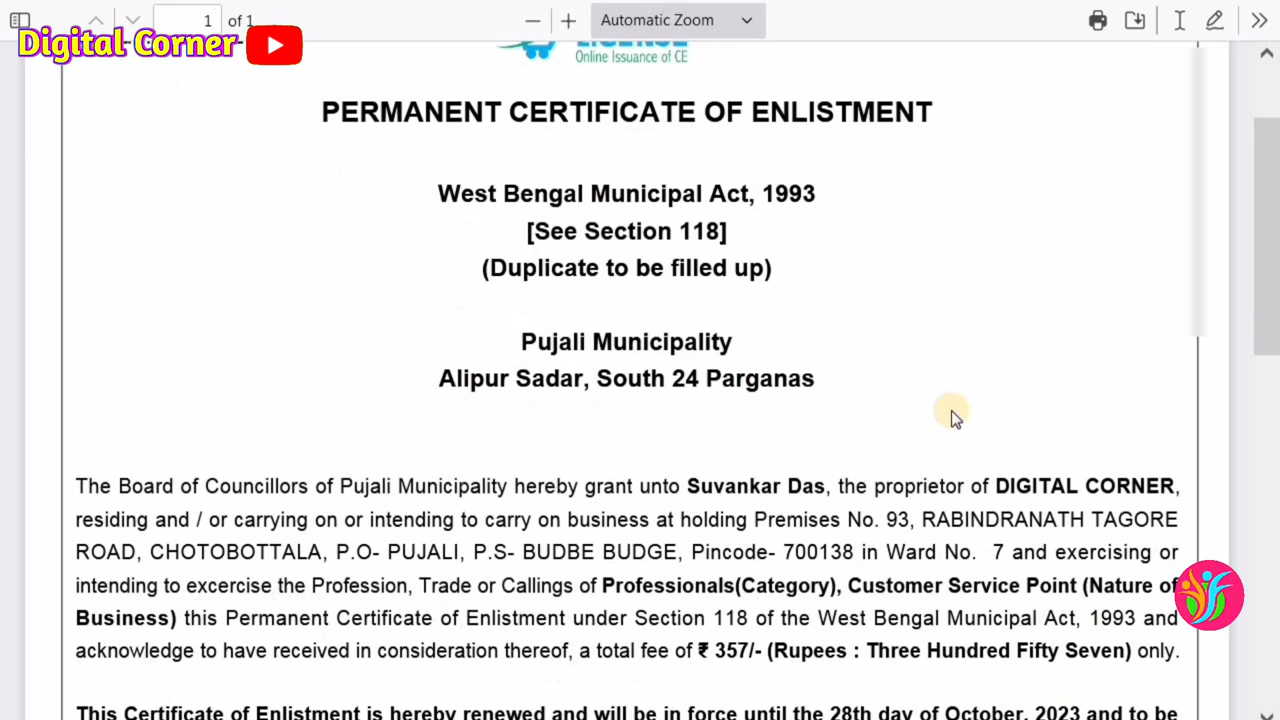 1 of 1
Automatic Zoom
Digital Corner
LICENSE
Online Issuance of CE
PERMANENT CERTIFICATE OF ENLISTMENT
West Bengal Municipal Act, 1993
[See Section 118]
(Duplicate to be filled up)
Pujali Municipality
Alipur Sadar, South 24 Parganas
The Board of Councillors of Pujali Municipality hereby grant unto Suvankar Das, the proprietor of DIGITAL CORNER,
residing and / or carrying on or intending to carry on business at holding Premises No. 93, RABINDRANATH TAGORE
ROAD, CHOTOBOTTALA, P.O- PUJALI, P.S- BUDBE BUDGE, Pincode- 700138 in Ward No. 7 and exercising or
intending to excercise the Profession, Trade or Callings of Professionals(Category), Customer Service Point (Nature of
Business) this Permanent Certificate of Enlistment under Section 118 of the West Bengal Municipal Act, 1993 and
acknowledge to have received in consideration thereof, a total fee of ₹ 357/- (Rupees : Three Hundred Fifty Seven) only.
This Certificate of Enlistment is hereby renewed and will be in force until the 28th day of October, 2023 and to be